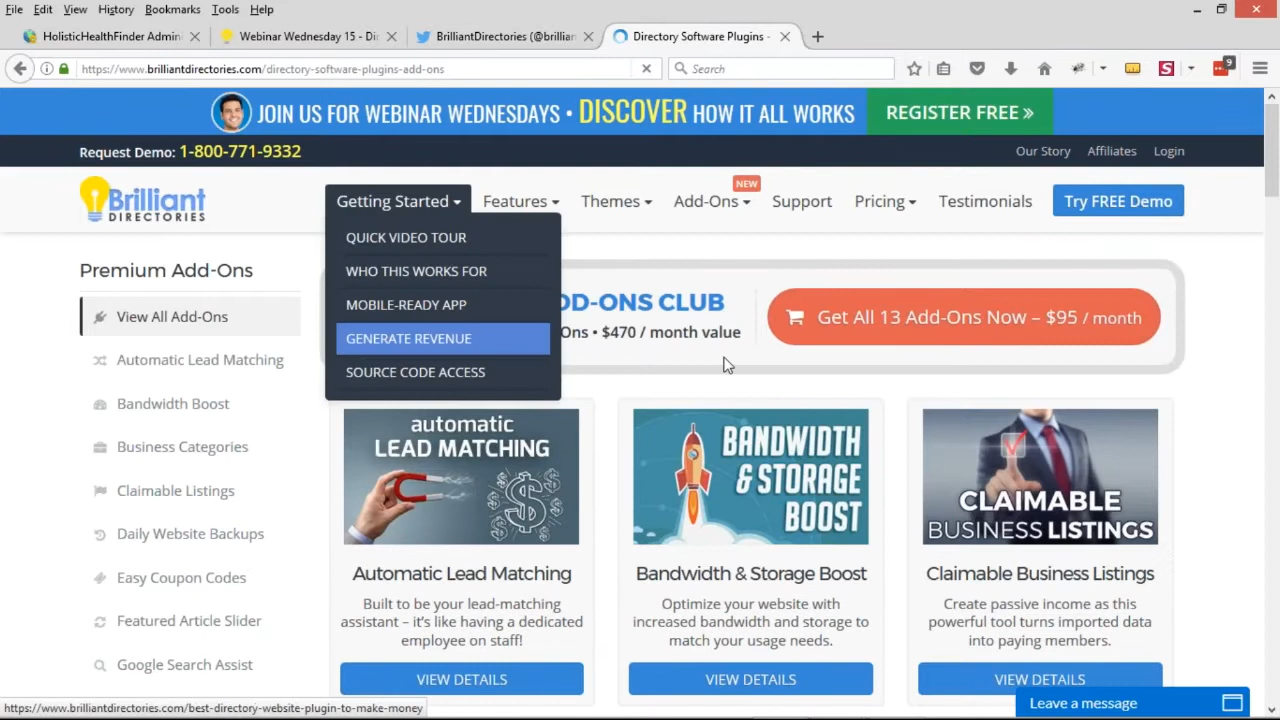 File Edit View History Bookmarks Tools Help
HolisticHealthFinder Admin
Webinar Wednesday 15 - Di
BrilliantDirectories (@brillian
Directory Software Plugins -
https://www.brilliantdirectories.com/directory-software-plugins-add-ons
Search
S
9
JOIN US FOR WEBINAR WEDNESDAYS • DISCOVER HOW IT ALL WORKS
REGISTER FREE »
Request Demo: 1-800-771-9332
Our Story Affiliates Login
Brilliant
DIRECTORIES
Getting Started Features Themes Add-Ons Support Pricing Testimonials
NEW
Try FREE Demo
QUICK VIDEO TOUR
WHO THIS WORKS FOR
MOBILE-READY APP
GENERATE REVENUE
SOURCE CODE ACCESS
Premium Add-Ons
View All Add-Ons
Automatic Lead Matching
Bandwidth Boost
Business Categories
Claimable Listings
Daily Website Backups
Easy Coupon Codes
Featured Article Slider
Google Search Assist
DD-ONS CLUB
Ons • $470 / month value
Get All 13 Add-Ons Now – $95 / month
automatic
LEAD MATCHING
Automatic Lead Matching
Built to be your lead-matching
assistant – it's like having a dedicated
employee on staff!
VIEW DETAILS
BANDWIDTH
& STORAGE
BOOST
Bandwidth & Storage Boost
Optimize your website with
increased bandwidth and storage to
match your usage needs.
VIEW DETAILS
CLAIMABLE
BUSINESS LISTINGS
Claimable Business Listings
Create passive income as this
powerful tool turns imported data
into paying members.
VIEW DETAILS
Leave a message
https://www.brilliantdirectories.com/best-directory-website-plugin-to-make-money